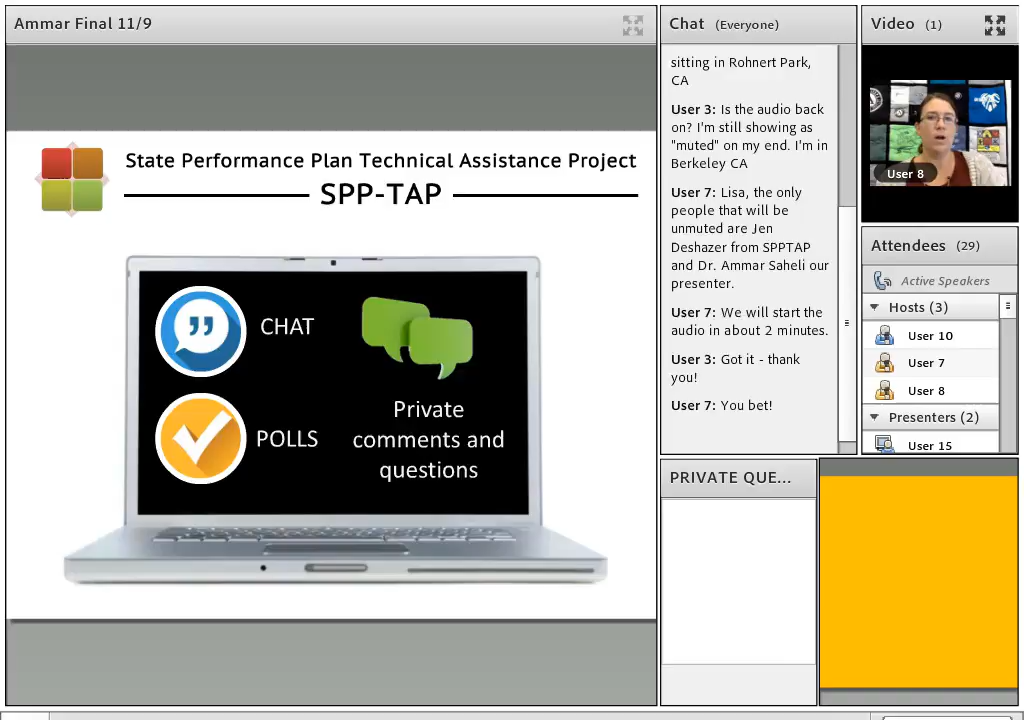 Ammar Final 11/9
State Performance Plan Technical Assistance Project
SPP-TAP
CHAT
POLLS
Private
comments and
questions
Chat (Everyone)
sitting in Rohnert Park,
CA
User 3: Is the audio back
on? I'm still showing as
"muted" on my end. I'm in
Berkeley CA
User 7: Lisa, the only
people that will be
unmuted are Jen
Deshazer from SPPTAP
and Dr. Ammar Saheli our
presenter.
User 7: We will start the
audio in about 2 minutes.
User 3: Got it - thank
you!
User 7: You bet!
Video (1)
User 8
Attendees (29)
Active Speakers
Hosts (3)
User 10
User 7
User 8
Presenters (2)
User 15
PRIVATE QUE...